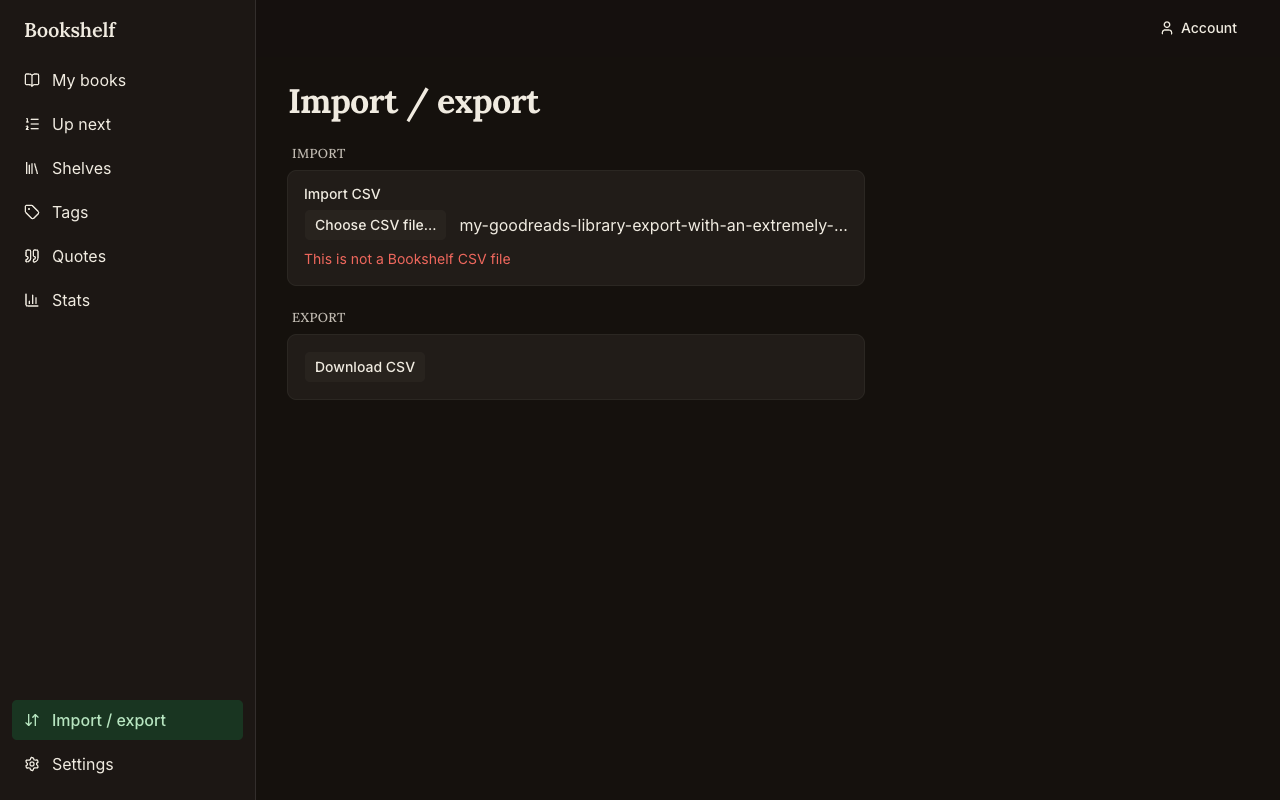 Bookshelf
My books
Up next
Shelves
Tags
Quotes
Stats
Import / export
Settings
Account
Import / export
IMPORT
Import CSV
Choose CSV file...
my-goodreads-library-export-with-an-extremely-...
This is not a Bookshelf CSV file
EXPORT
Download CSV